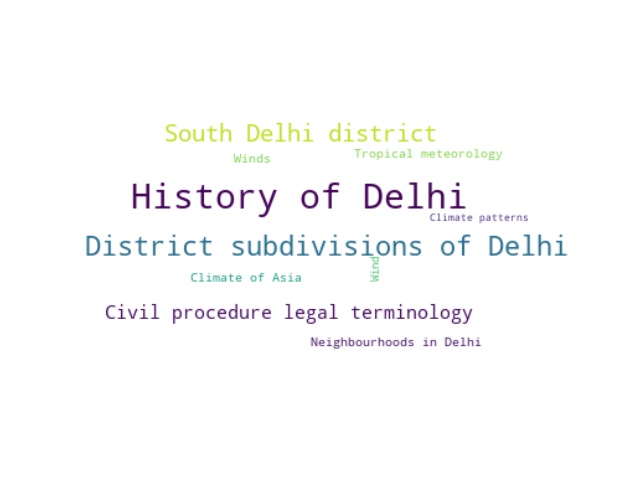 South Delhi district
Winds
Tropical meteorology
History of Delhi
Climate patterns
District subdivisions of Delhi
Wind
Climate of Asia
Civil procedure legal terminology
Neighbourhoods in Delhi